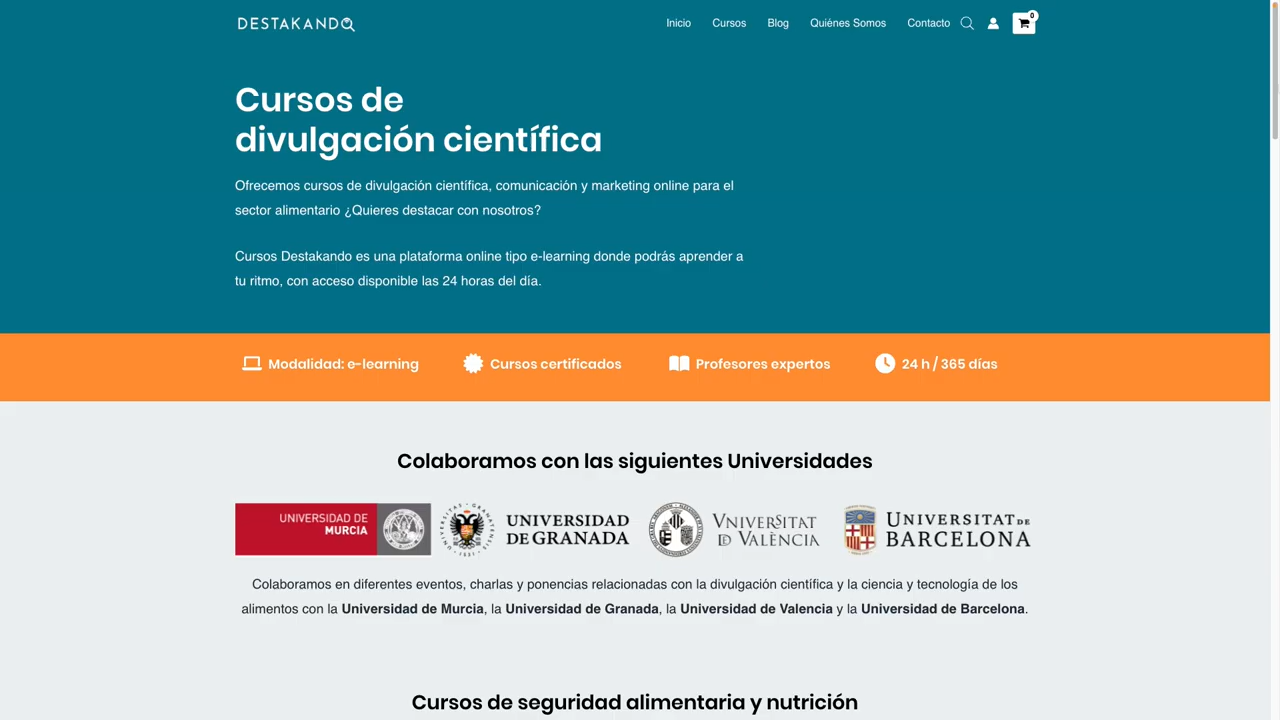 DESTAKANDO
Inicio Cursos Blog Quiénes Somos Contacto 0
Cursos de
divulgación científica
Ofrecemos cursos de divulgación científica, comunicación y marketing online para el
sector alimentario ¿Quieres destacar con nosotros?
Cursos Destakando es una plataforma online tipo e-learning donde podrás aprender a
tu ritmo, con acceso disponible las 24 horas del día.
Modalidad: e-learning Cursos certificados Profesores expertos 24 h / 365 días
Colaboramos con las siguientes Universidades
UNIVERSIDAD DE
MURCIA
UNIVERSIDAD
DE GRANADA
VNIVERSITAT
D VALÈNCIA
UNIVERSITAT DE
BARCELONA
Colaboramos en diferentes eventos, charlas y ponencias relacionadas con la divulgación científica y la ciencia y tecnología de los
alimentos con la Universidad de Murcia, la Universidad de Granada, la Universidad de Valencia y la Universidad de Barcelona.
Cursos de seguridad alimentaria y nutrición